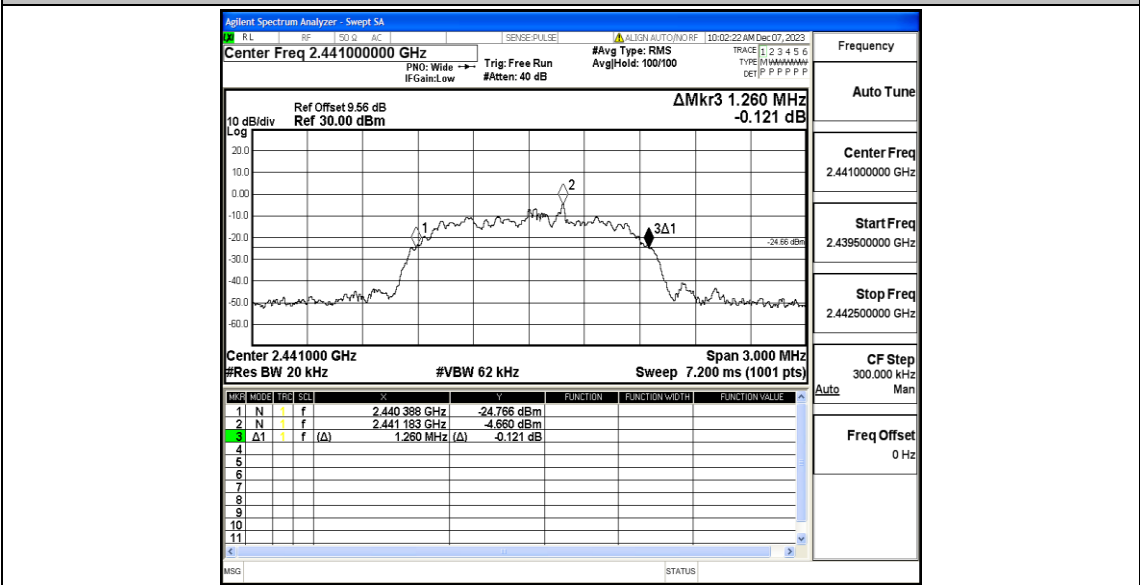 Agilent Spectrum Analyzer - Swept SA
RL RF 50 Ω AC SENSE:PULSE ALIGN AUTO/NO RF 10:02:22 AM Dec 07, 2023
Center Freq 2.441000000 GHz
PNO: Wide
IFGain:Low
Trig: Free Run
#Atten: 40 dB
#Avg Type: RMS
Avg|Hold: 100/100
TRACE 1 2 3 4 5 6
TYPE M
DET P P P P P P
Frequency
Auto Tune
Center Freq
2.441000000 GHz
Start Freq
2.439500000 GHz
Stop Freq
2.442500000 GHz
CF Step
300.000 kHz
Auto Man
Freq Offset
0 Hz
Ref Offset 9.56 dB
10 dB/div Ref 30.00 dBm
Log
ΔMkr3 1.260 MHz
-0.121 dB
20.0
10.0
0.00
-10.0
-20.0
-30.0
-40.0
-50.0
-60.0
1
2
3Δ1
-24.66 dBm
Center 2.441000 GHz Span 3.000 MHz
#Res BW 20 kHz #VBW 62 kHz Sweep 7.200 ms (1001 pts)
MKR MODE TRC SCL X Y FUNCTION FUNCTION WIDTH FUNCTION VALUE
1 N 1 f 2.440 388 GHz -24.766 dBm
2 N 1 f 2.441 183 GHz -4.660 dBm
3 Δ1 1 f (Δ) 1.260 MHz (Δ) -0.121 dB
4
5
6
7
8
9
10
11
MSG STATUS